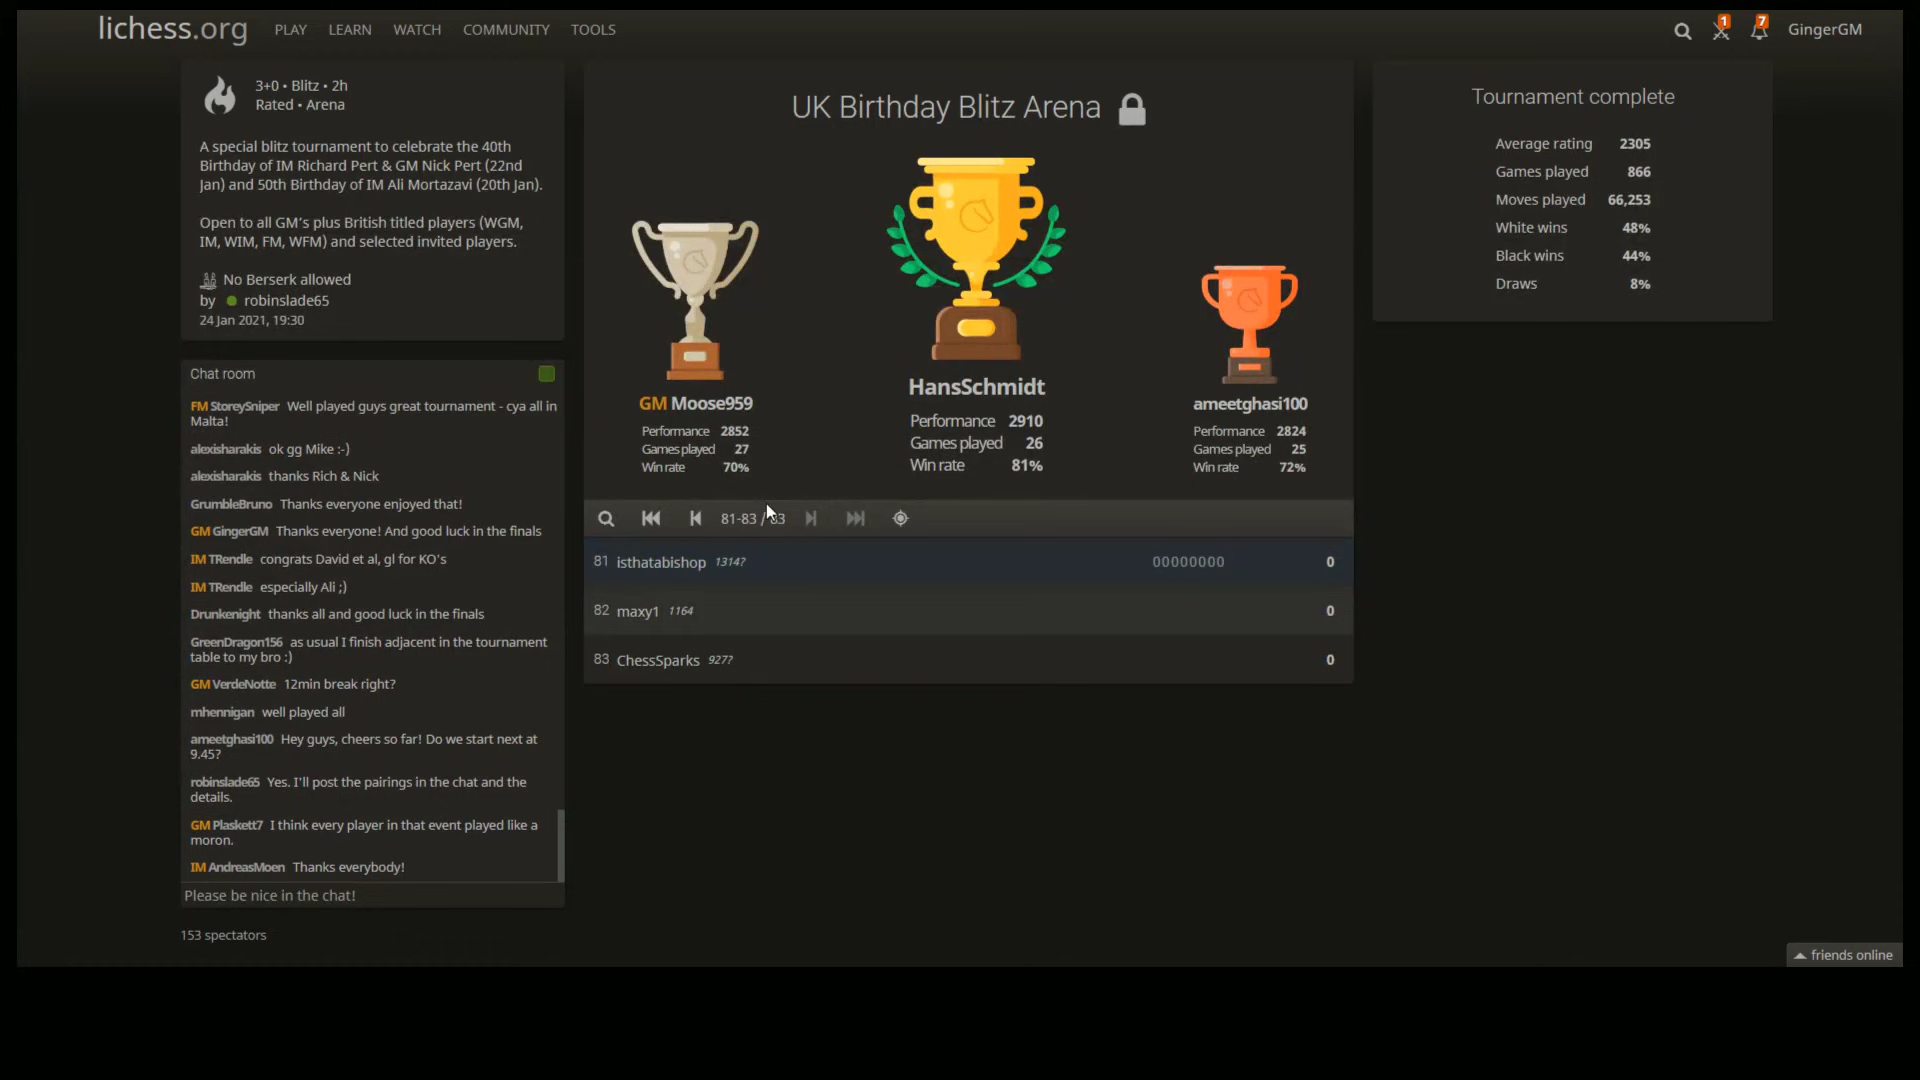 lichess.org
PLAY
LEARN
WATCH
COMMUNITY
TOOLS
1
7
GingerGM
3+0 • Blitz • 2h
Rated • Arena
A special blitz tournament to celebrate the 40th
Birthday of IM Richard Pert & GM Nick Pert (22nd
Jan) and 50th Birthday of IM Ali Mortazavi (20th Jan).
Open to all GM's plus British titled players (WGM,
IM, WIM, FM, WFM) and selected invited players.
No Berserk allowed
by robinslade65
24 Jan 2021, 19:30
Chat room
FM StoreySniper Well played guys great tournament - cya all in
Malta!
alexisharakis ok gg Mike :-)
alexisharakis thanks Rich & Nick
GrumbleBruno Thanks everyone enjoyed that!
GM GingerGM Thanks everyone! And good luck in the finals
IM TRendle congrats David et al, gl for KO's
IM TRendle especially Ali ;)
Drunkenight thanks all and good luck in the finals
GreenDragon156 as usual I finish adjacent in the tournament
table to my bro :)
GM VerdeNotte 12min break right?
mhennigan well played all
ameetghasi100 Hey guys, cheers so far! Do we start next at
9.45?
robinslade65 Yes. I'll post the pairings in the chat and the
details.
GM Plaskett7 I think every player in that event played like a
moron.
IM AndreasMoen Thanks everybody!
Please be nice in the chat!
153 spectators
UK Birthday Blitz Arena
GM Moose959
Performance 2852
Games played 27
Win rate 70%
HansSchmidt
Performance 2910
Games played 26
Win rate 81%
ameetghasi100
Performance 2824
Games played 25
Win rate 72%
81-83 / 83
81 isthatabishop 1314? 00000000 0
82 maxy1 1164 0
83 ChessSparks 927? 0
Tournament complete
Average rating 2305
Games played 866
Moves played 66,253
White wins 48%
Black wins 44%
Draws 8%
friends online